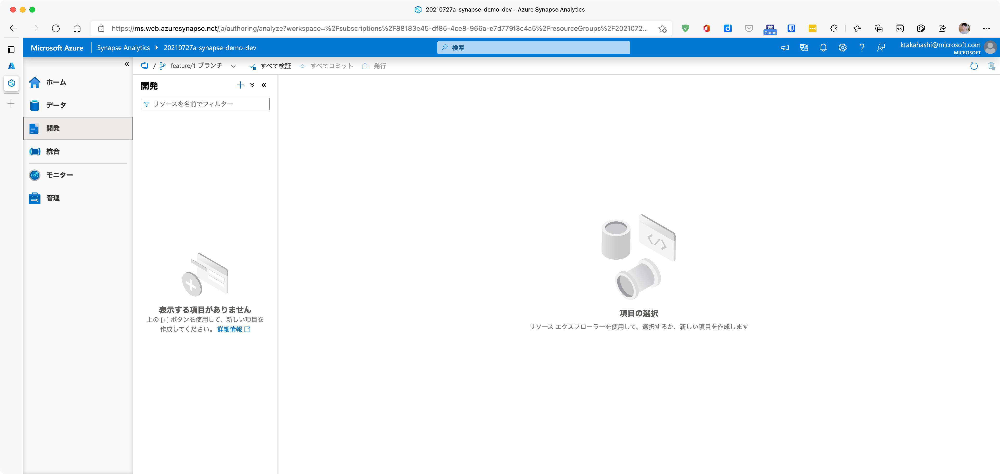 20210727a-synapse-demo-dev - Azure Synapse Analytics
https://ms.web.azuresynapse.net/ja/authoring/analyze?workspace=%2Fsubscriptions%2F88183e45-df85-4ce8-966a-e7d779f3e4a5%2FresourceGroups%2F2021072...
英
Comn
Microsoft Azure
Synapse Analytics
20210727a-synapse-demo-dev
検索
ktakahashi@microsoft.com
MICROSOFT
/
feature/1 ブランチ
すべて検証
すべてコミット
発行
ホーム
データ
開発
統合
モニター
管理
開発
リソースを名前でフィルター
表示する項目がありません
上の [+] ボタンを使用して、新しい項目を
作成してください。 詳細情報
項目の選択
リソース エクスプローラーを使用して、選択するか、新しい項目を作成します